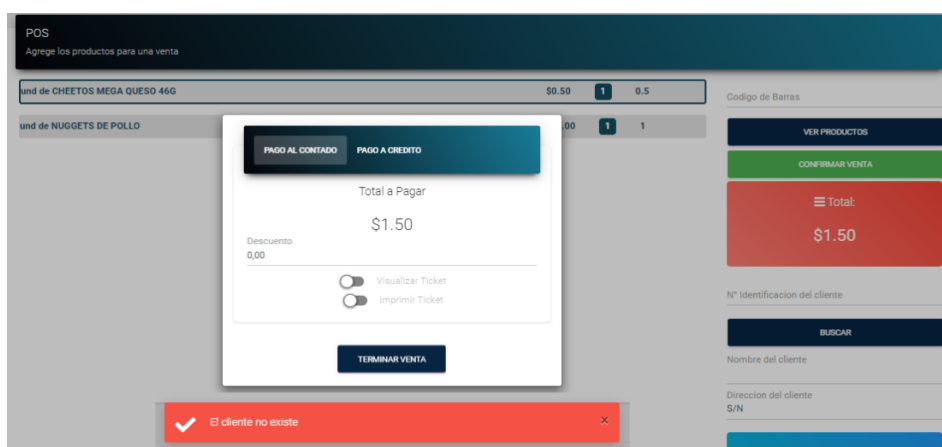 POS
Agrege los productos para una venta
und de CHEETOS MEGA QUESO 46G $0.50 1 0.5
und de NUGGETS DE POLLO .00 1 1
PAGO AL CONTADO PAGO A CREDITO
Total a Pagar
$1.50
Descuento
0,00
Visualizar Ticket
Imprimir Ticket
TERMINAR VENTA
El cliente no existe ×
Codigo de Barras
VER PRODUCTOS
CONFIRMAR VENTA
Total:
$1.50
N° Identificacion del cliente
BUSCAR
Nombre del cliente
Direccion del cliente
S/N